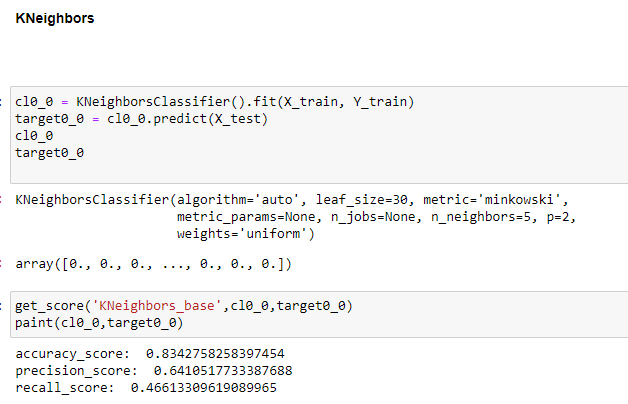 KNeighbors
cl0_0 = KNeighborsClassifier().fit(X_train, Y_train)
target0_0 = cl0_0.predict(X_test)
cl0_0
target0_0
KNeighborsClassifier(algorithm='auto', leaf_size=30, metric='minkowski',
metric_params=None, n_jobs=None, n_neighbors=5, p=2,
weights='uniform')
array([0., 0., 0., ..., 0., 0., 0.])
get_score('KNeighbors_base',cl0_0,target0_0)
paint(cl0_0,target0_0)
accuracy_score:  0.8342758258397454
precision_score:  0.6410517733387688
recall_score:  0.46613309619089965